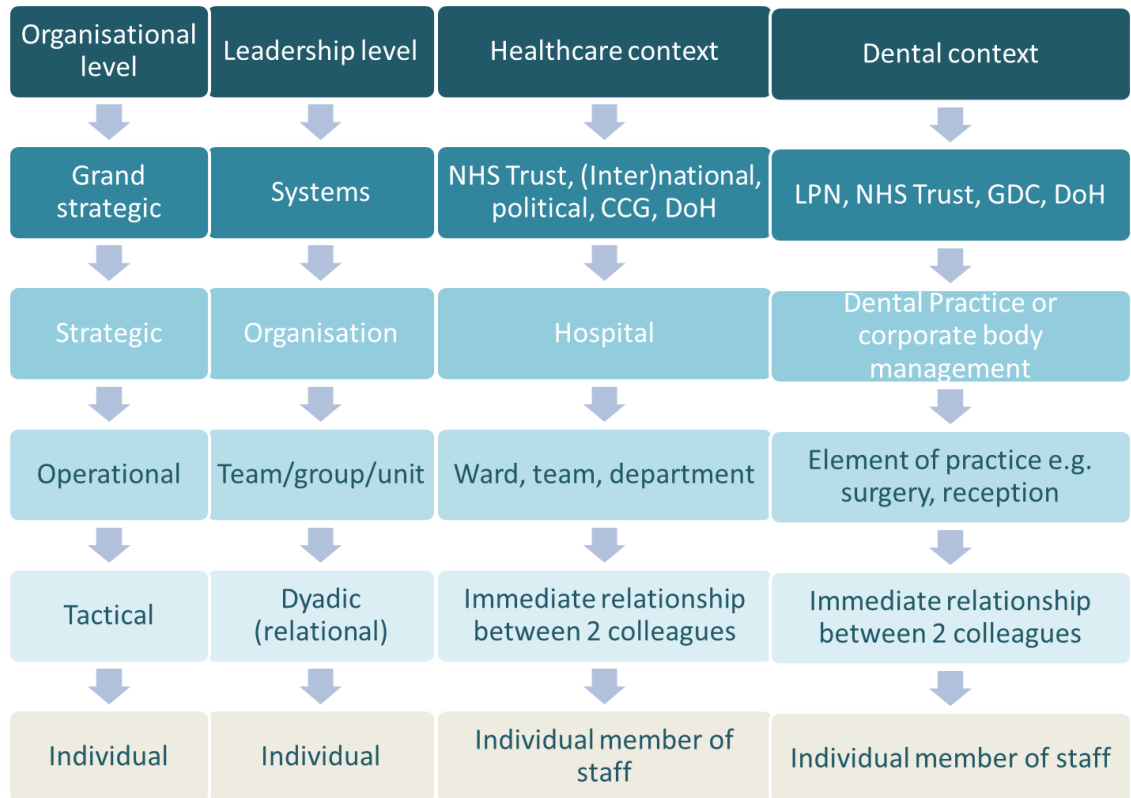 Organisational
level
Leadership level
Healthcare context
Dental context
Grand
strategic
Systems
NHS Trust, (Inter)national,
political, CCG, DoH
LPN, NHS Trust, GDC, DoH
Strategic
Organisation
Hospital
Dental Practice or
corporate body
management
Operational
Team/group/unit
Ward, team, department
Element of practice e.g.
surgery, reception
Tactical
Dyadic
(relational)
Immediate relationship
between 2 colleagues
Immediate relationship
between 2 colleagues
Individual
Individual
Individual member of
staff
Individual member of staff